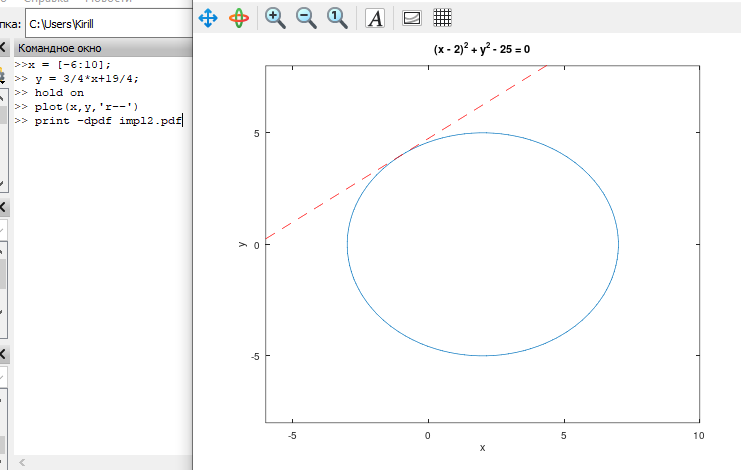 пка: C:\Users\Kirill
Командное окно
>>x = [-6:10];
>> y = 3/4*x+19/4;
>> hold on
>> plot(x,y,'r--')
>> print -dpdf impl2.pdf
1
A
(x - 2)² + y² - 25 = 0
5
0
-5
y
-5 0 5 10
x